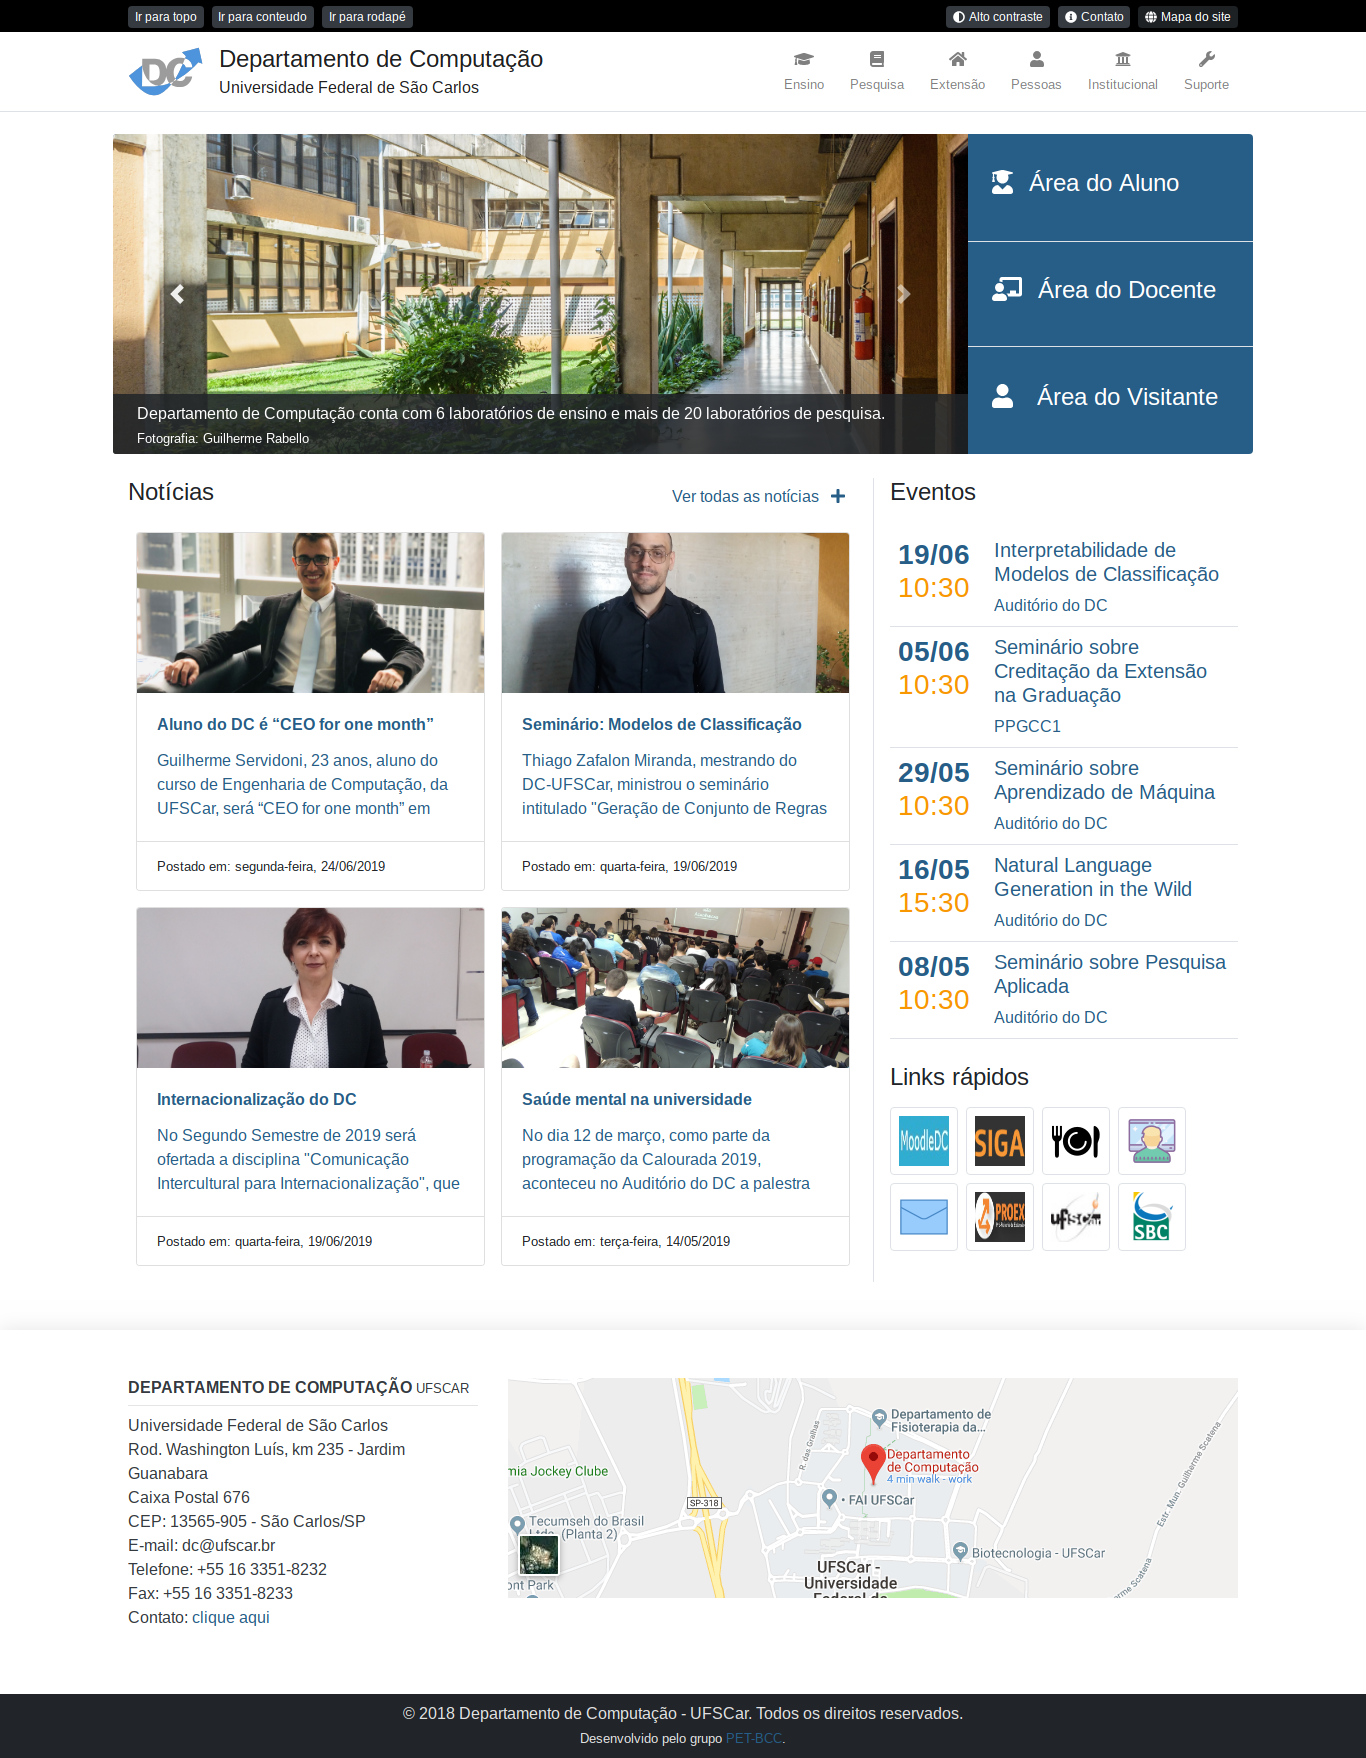 Ir para topo Ir para conteudo Ir para rodapé Alto contraste Contato Mapa do site
DC
Departamento de Computação
Universidade Federal de São Carlos
Ensino Pesquisa Extensão Pessoas Institucional Suporte
Área do Aluno
Área do Docente
Área do Visitante
Departamento de Computação conta com 6 laboratórios de ensino e mais de 20 laboratórios de pesquisa.
Fotografia: Guilherme Rabello
Notícias
Ver todas as notícias
Aluno do DC é “CEO for one month”
Guilherme Servidoni, 23 anos, aluno do
curso de Engenharia de Computação, da
UFSCar, será “CEO for one month” em
Postado em: segunda-feira, 24/06/2019
Seminário: Modelos de Classificação
Thiago Zafalon Miranda, mestrando do
DC-UFSCar, ministrou o seminário
intitulado "Geração de Conjunto de Regras
Postado em: quarta-feira, 19/06/2019
Internacionalização do DC
No Segundo Semestre de 2019 será
ofertada a disciplina "Comunicação
Intercultural para Internacionalização", que
Postado em: quarta-feira, 19/06/2019
Saúde mental na universidade
No dia 12 de março, como parte da
programação da Calourada 2019,
aconteceu no Auditório do DC a palestra
Postado em: terça-feira, 14/05/2019
Eventos
19/06
10:30
Interpretabilidade de
Modelos de Classificação
Auditório do DC
05/06
10:30
Seminário sobre
Creditação da Extensão
na Graduação
PPGCC1
29/05
10:30
Seminário sobre
Aprendizado de Máquina
Auditório do DC
16/05
15:30
Natural Language
Generation in the Wild
Auditório do DC
08/05
10:30
Seminário sobre Pesquisa
Aplicada
Auditório do DC
Links rápidos
MoodleDC
SIGA
PROEX
ufscar
SBC
DEPARTAMENTO DE COMPUTAÇÃO UFSCAR
Universidade Federal de São Carlos
Rod. Washington Luís, km 235 - Jardim
Guanabara
Caixa Postal 676
CEP: 13565-905 - São Carlos/SP
E-mail: dc@ufscar.br
Telefone: +55 16 3351-8232
Fax: +55 16 3351-8233
Contato: clique aqui
Departamento de
Fisioterapia da...
R. das Gralhas
Departamento
de Computação
4 min walk - work
mia Jockey Clube
SP-318
• FAI UFSCar
Tecumseh do Brasil
Ltda. (Planta 2)
Biotecnologia - UFSCar
Estr. Mun. Guilherme Scatena
herme Scatena
ont Park
UFSCar -
Universidade
Federal de
© 2018 Departamento de Computação - UFSCar. Todos os direitos reservados.
Desenvolvido pelo grupo PET-BCC.